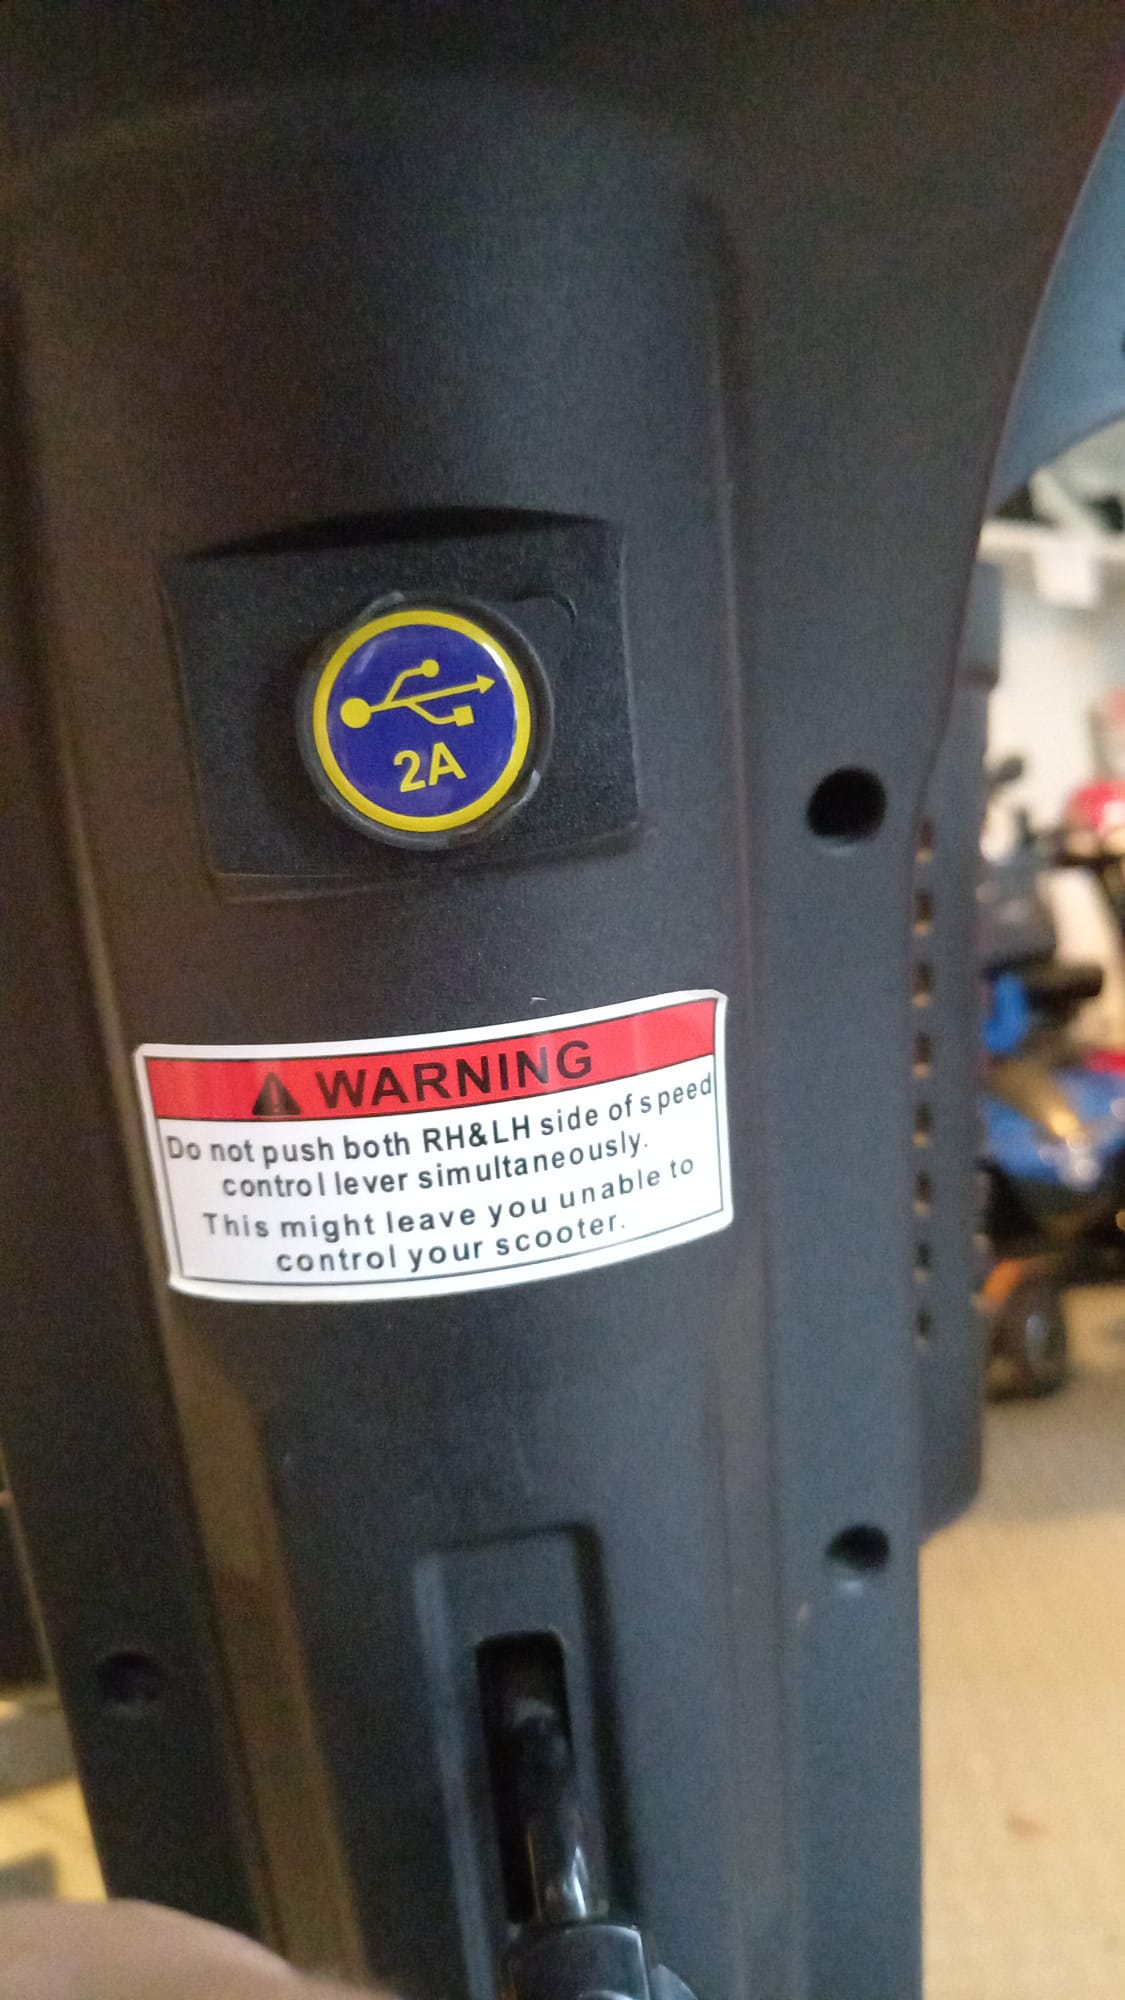 2A
WARNING
Do not push both RH&LH side of speed
control lever simultaneously.
This might leave you unable to
control your scooter.